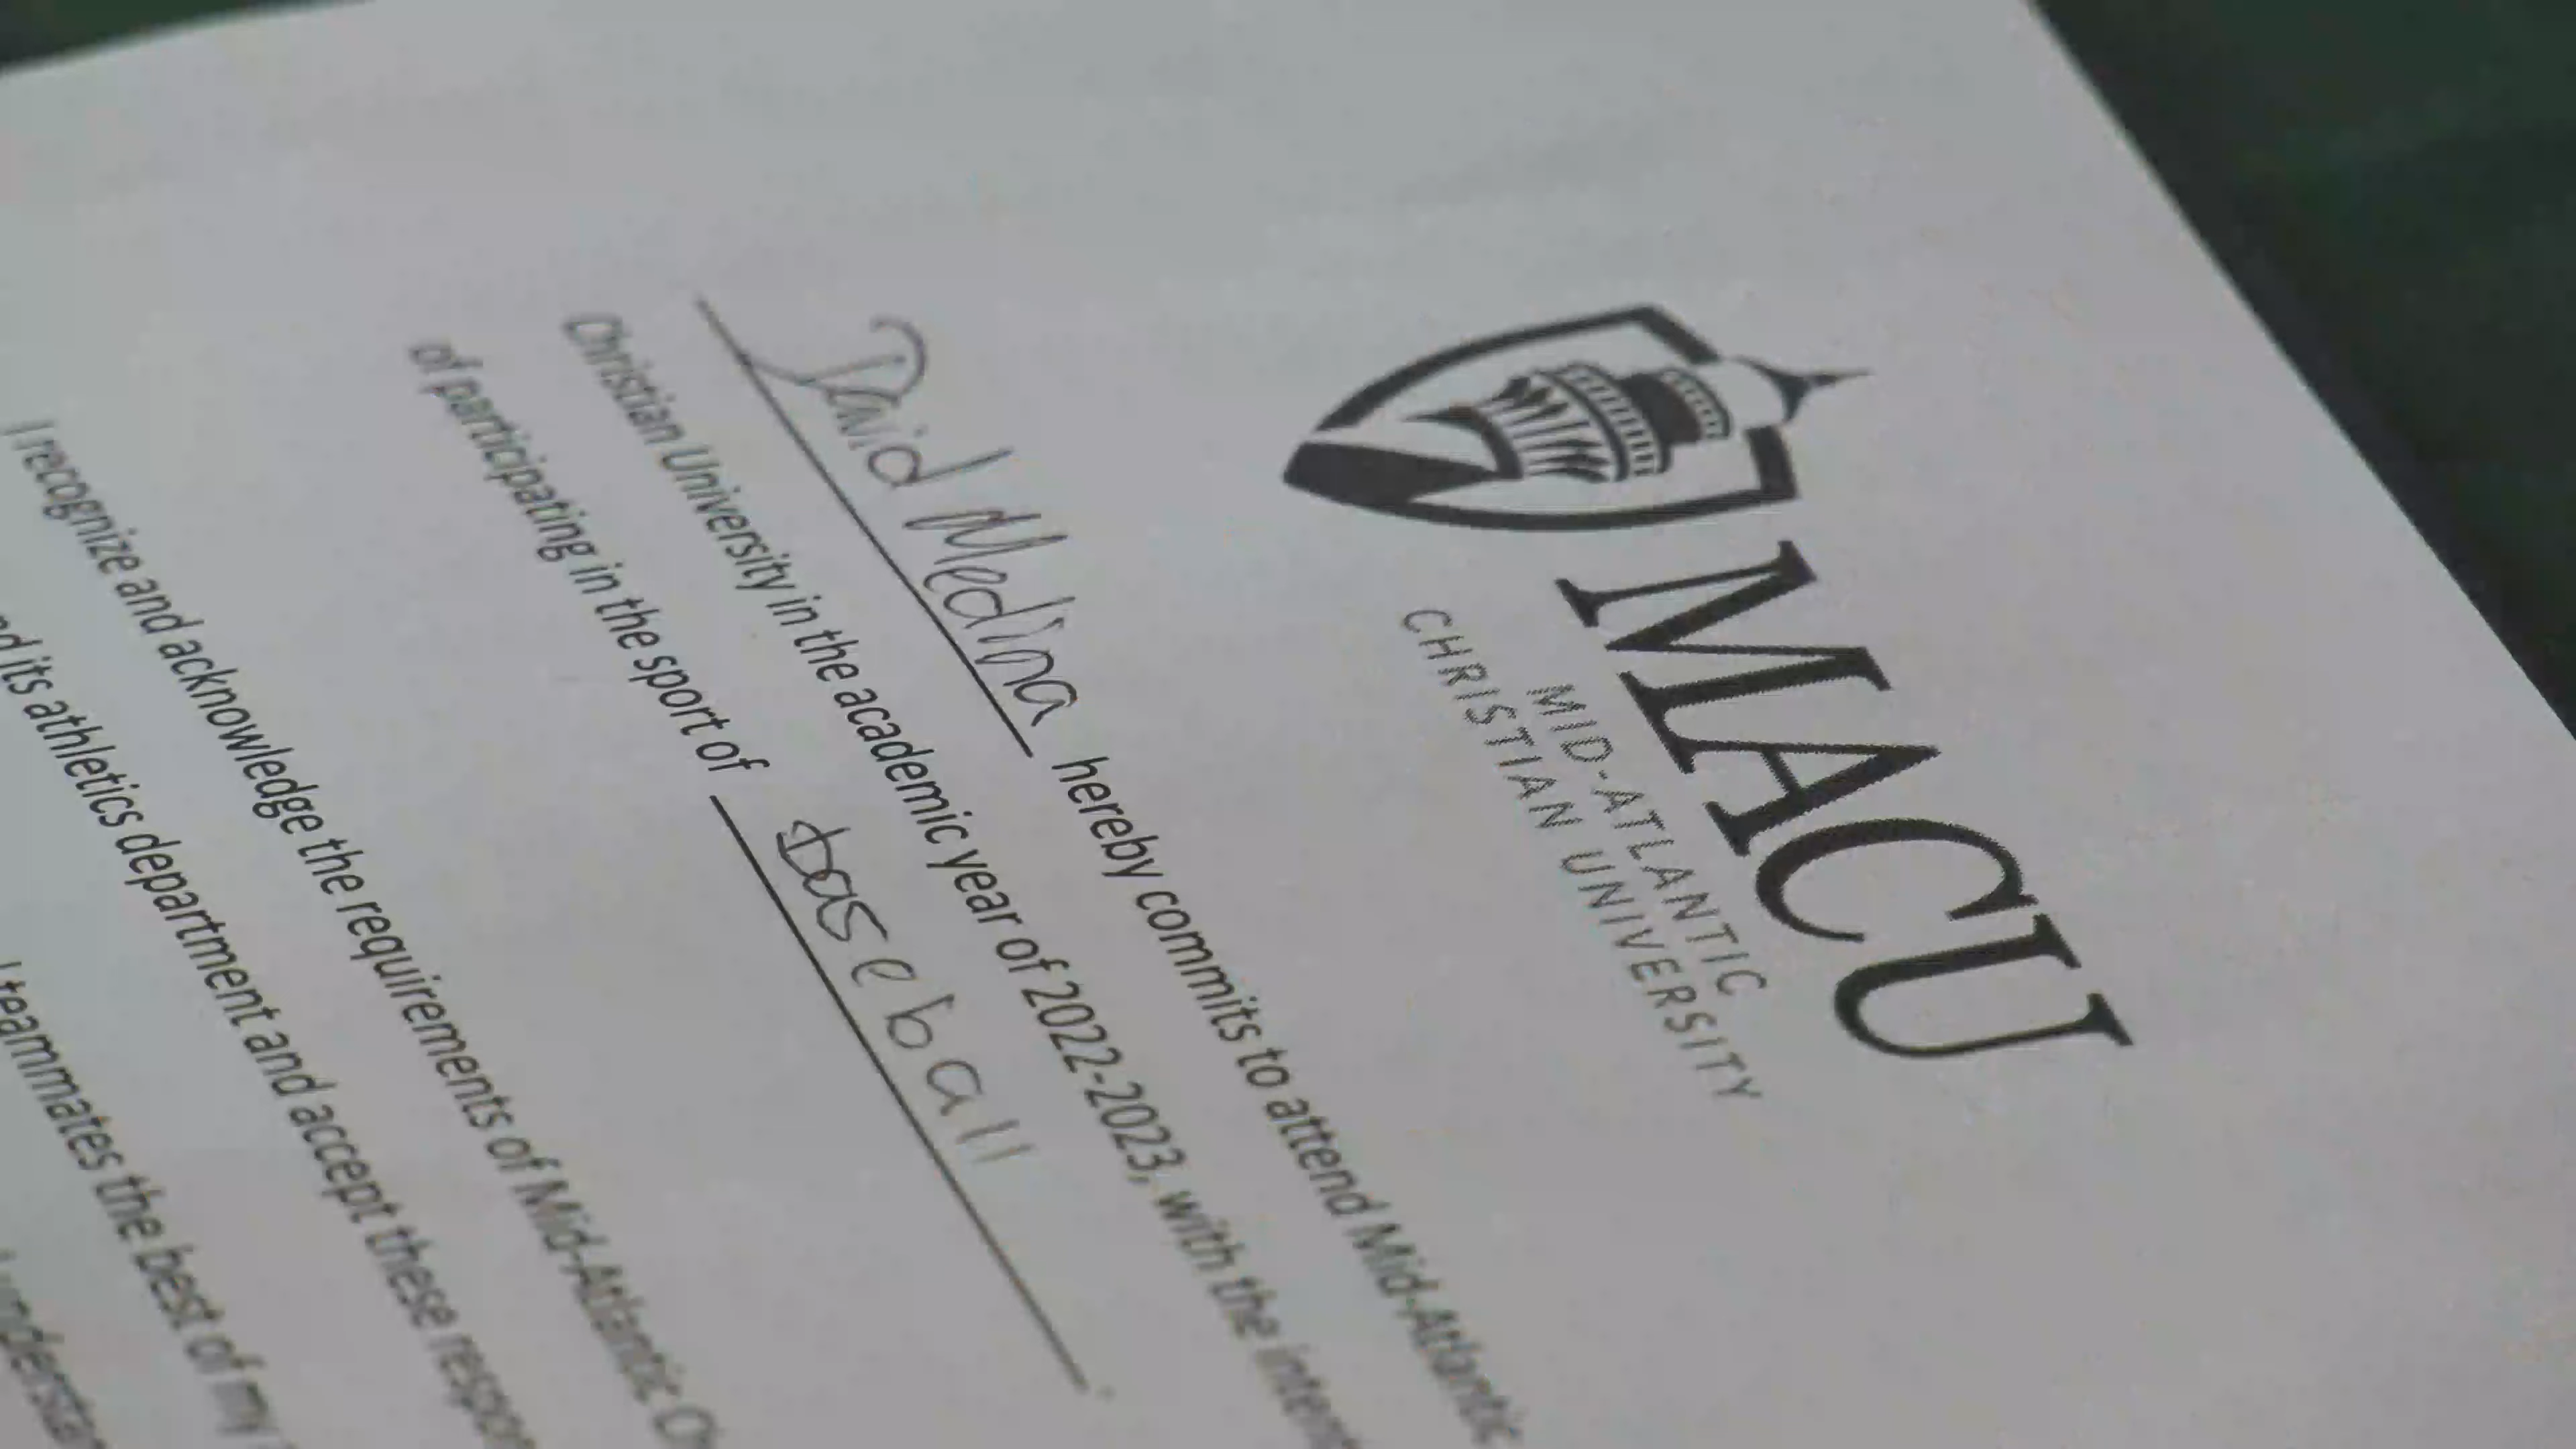 MACU
MID-ATLANTIC
CHRISTIAN UNIVERSITY
David Medina hereby commits to attend Mid-Atlantic
Christian University in the academic year of 2022-2023, with the intent
of participating in the sport of baseball
I recognize and acknowledge the requirements of Mid-Atlantic
its athletics department and accept these
teammates the best of my